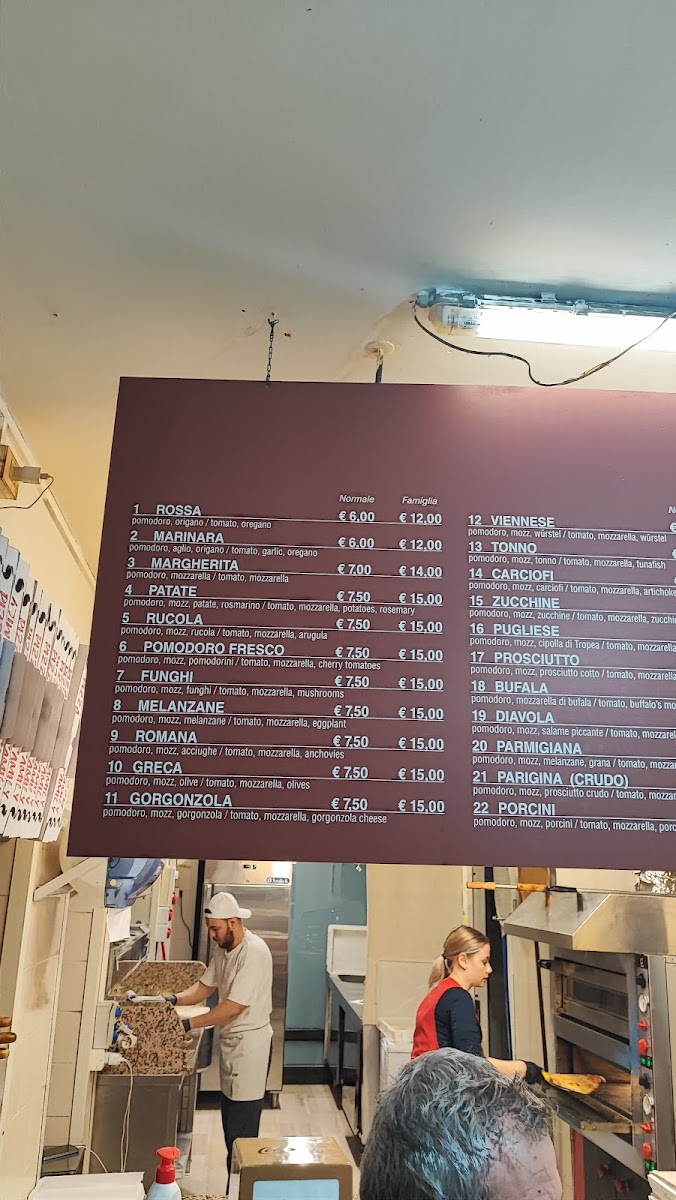 Normale Famiglia
1 ROSSA € 6,00 € 12,00
pomodoro, origano / tomato, oregano
2 MARINARA € 6,00 € 12,00
pomodoro, aglio, origano / tomato, garlic, oregano
3 MARGHERITA € 7,00 € 14,00
pomodoro, mozzarella / tomato, mozzarella
4 PATATE € 7,50 € 15,00
pomodoro, mozz, patate, rosmarino / tomato, mozzarella, potatoes, rosemary
5 RUCOLA € 7,50 € 15,00
pomodoro, mozz, rucola / tomato, mozzarella, arugula
6 POMODORO FRESCO € 7,50 € 15,00
pomodoro, mozz, pomodorini / tomato, mozzarella, cherry tomatoes
7 FUNGHI € 7,50 € 15,00
pomodoro, mozz, funghi / tomato, mozzarella, mushrooms
8 MELANZANE € 7,50 € 15,00
pomodoro, mozz, melanzane / tomato, mozzarella, eggplant
9 ROMANA € 7,50 € 15,00
pomodoro, mozz, acciughe / tomato, mozzarella, anchovies
10 GRECA € 7,50 € 15,00
pomodoro, mozz, olive / tomato, mozzarella, olives
11 GORGONZOLA € 7,50 € 15,00
pomodoro, mozz, gorgonzola / tomato, mozzarella, gorgonzola cheese
12 VIENNESE
pomodoro, mozz, würstel / tomato, mozzarella, würstel
13 TONNO
pomodoro, mozz, tonno / tomato, mozzarella, tunafish
14 CARCIOFI
pomodoro, mozz, carciofi / tomato, mozzarella, artichoke
15 ZUCCHINE
pomodoro, mozz, zucchine / tomato, mozzarella, zucchin
16 PUGLIESE
pomodoro, mozz, cipolla di Tropea / tomato, mozzarella
17 PROSCIUTTO
pomodoro, mozz, prosciutto cotto / tomato, mozzarella
18 BUFALA
pomodoro, mozzarella di bufala / tomato, buffalo's mo
19 DIAVOLA
pomodoro, mozz, salame piccante / tomato, mozzarel
20 PARMIGIANA
pomodoro, mozz, melanzane, grana / tomato, mozza
21 PARIGINA (CRUDO)
pomodoro, mozz, prosciutto crudo / tomato, mozzar
22 PORCINI
pomodoro, mozz, porcini / tomato, mozzarella, porc